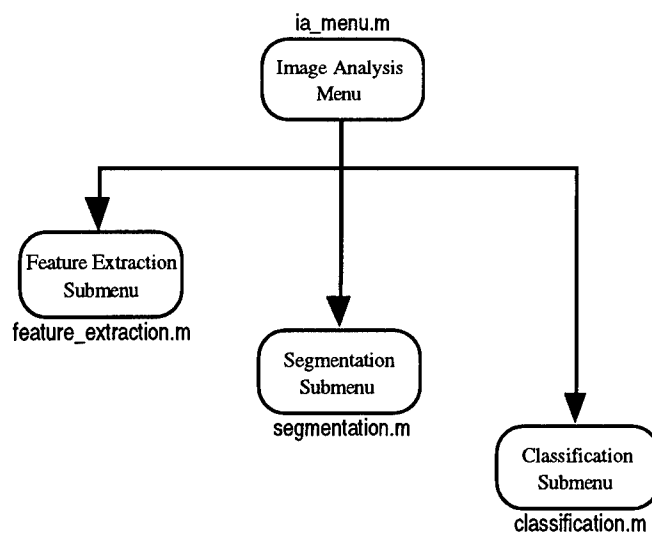 ia_menu.m
Image Analysis
Menu
Feature Extraction
Submenu
feature_extraction.m
Segmentation
Submenu
segmentation.m
Classification
Submenu
classification.m